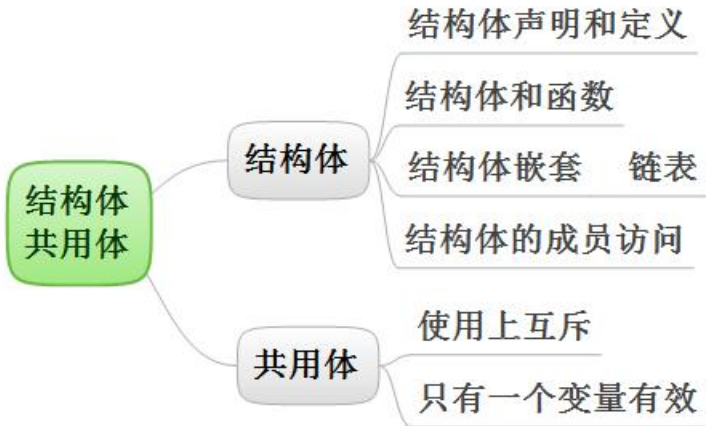 结构体声明和定义
结构体和函数
结构体
结构体嵌套 链表
结构体
共用体
结构体的成员访问
使用上互斥
共用体
只有一个变量有效